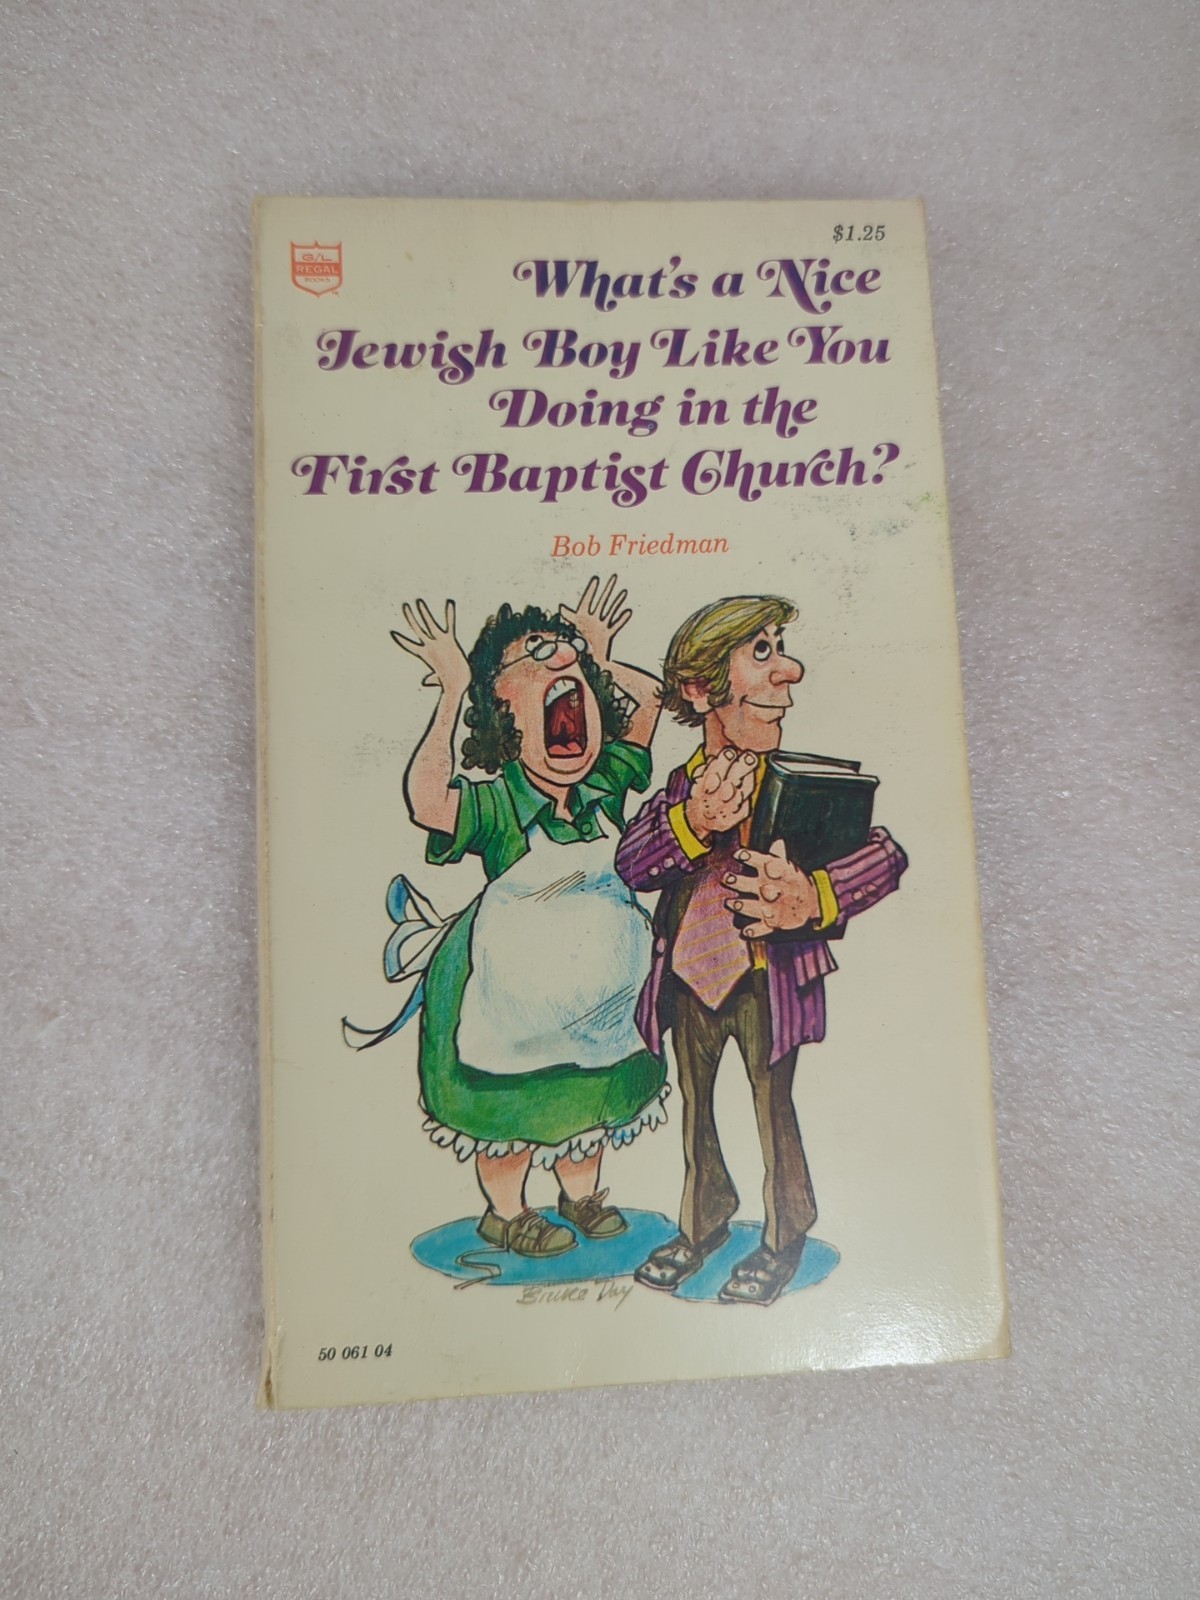 $1.25
G/L
REGAL
BOOKS
What's a Nice
Jewish Boy Like You
Doing in the
First Baptist Church?
Bob Friedman
Bruce Day
50 061 04